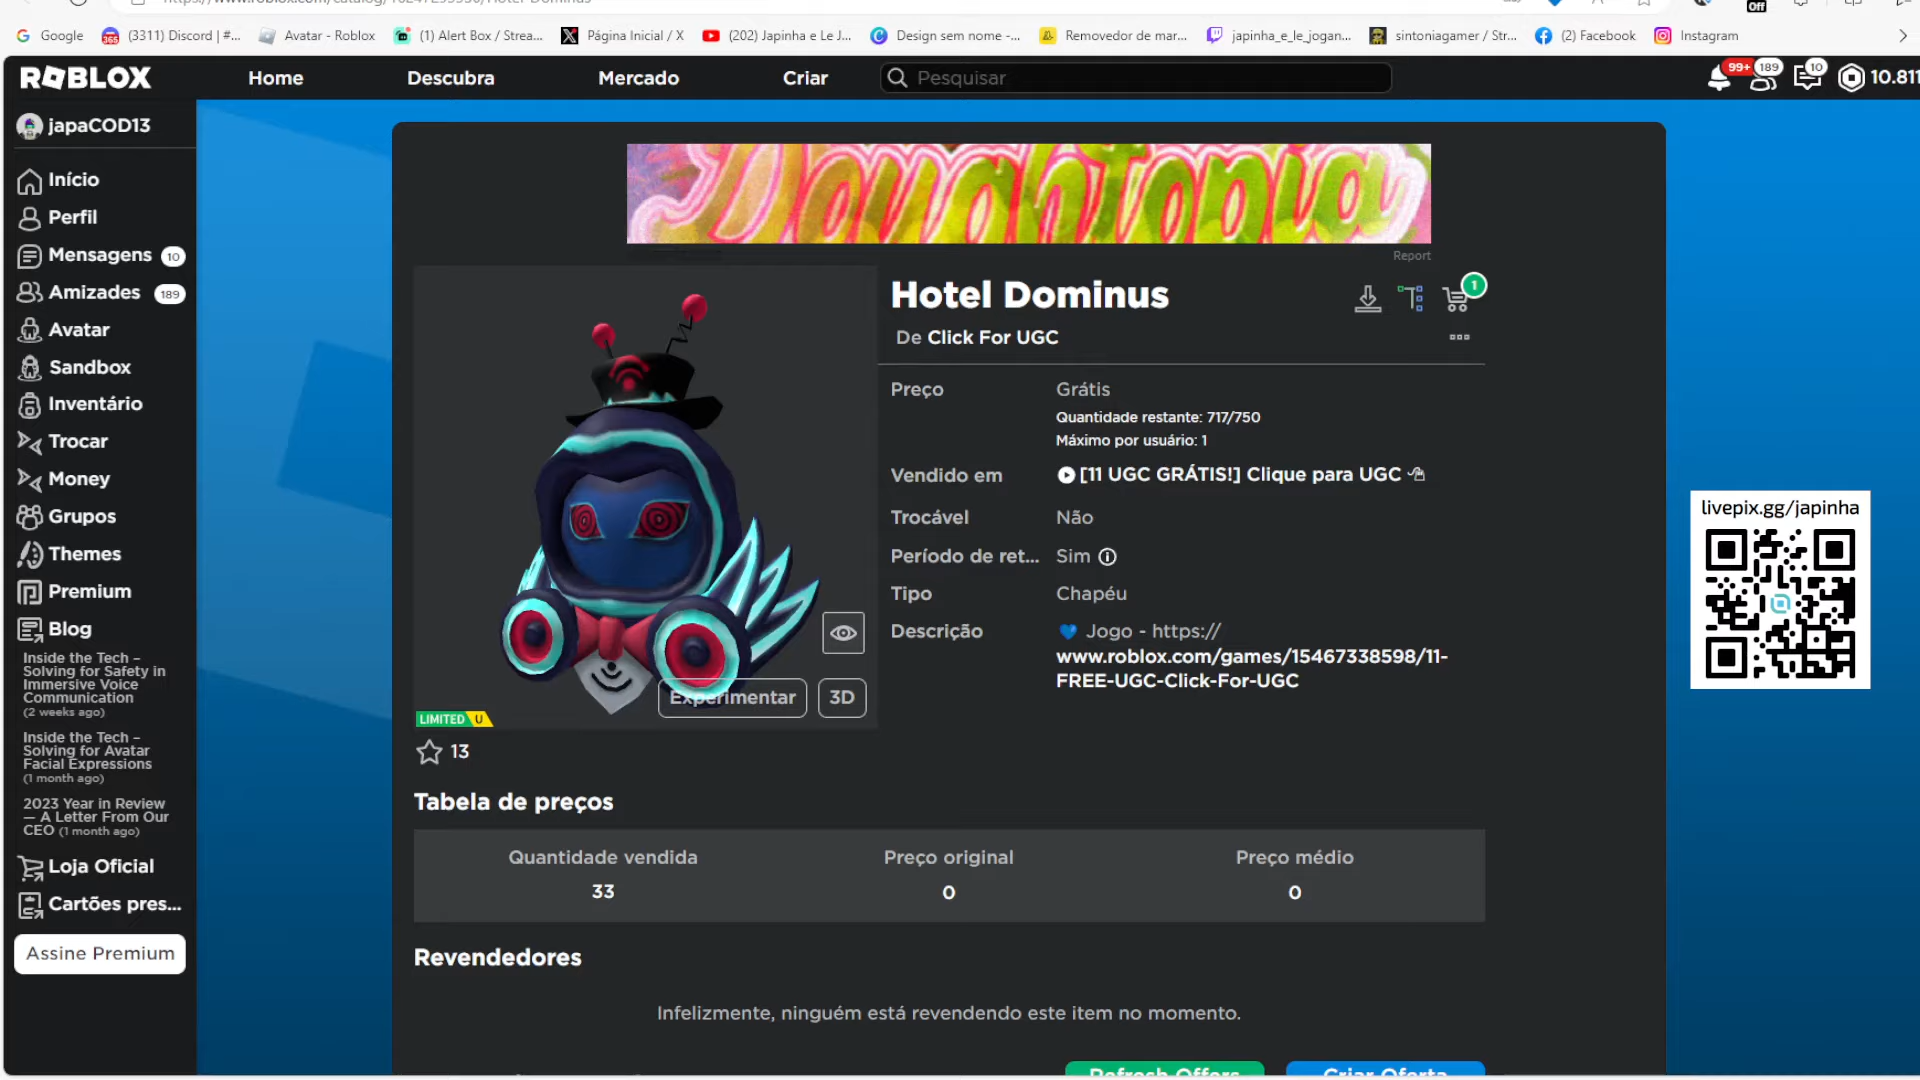 Off
Google
(3311) Discord | #...
Avatar - Roblox
(1) Alert Box / Strea...
Página Inicial / X
(202) Japinha e Le J...
Design sem nome -...
Removedor de mar...
japinha_e_le_jogan...
sintoniagamer / Str...
(2) Facebook
Instagram
ROBLOX
Home
Descubra
Mercado
Criar
Pesquisar
99+
189
10
10.811
japaCOD13
Início
Perfil
Mensagens 10
Amizades 189
Avatar
Sandbox
Inventário
Trocar
Money
Grupos
Themes
Premium
Blog
Inside the Tech –
Solving for Safety in
Immersive Voice
Communication
(2 weeks ago)
Inside the Tech –
Solving for Avatar
Facial Expressions
(1 month ago)
2023 Year in Review
— A Letter From Our
CEO (1 month ago)
Loja Oficial
Cartões pres...
Assine Premium
Doughtopia
Report
Hotel Dominus
1
De Click For UGC
Preço
Grátis
Quantidade restante: 717/750
Máximo por usuário: 1
Vendido em
[11 UGC GRÁTIS!] Clique para UGC
Trocável
Não
Período de ret...
Sim
Tipo
Chapéu
Descrição
💙 Jogo - https://
www.roblox.com/games/15467338598/11-
FREE-UGC-Click-For-UGC
Experimentar
3D
LIMITED U
13
Tabela de preços
Quantidade vendida
Preço original
Preço médio
33
0
0
Revendedores
Infelizmente, ninguém está revendendo este item no momento.
Refresh Offers
Criar Oferta
livepix.gg/japinha